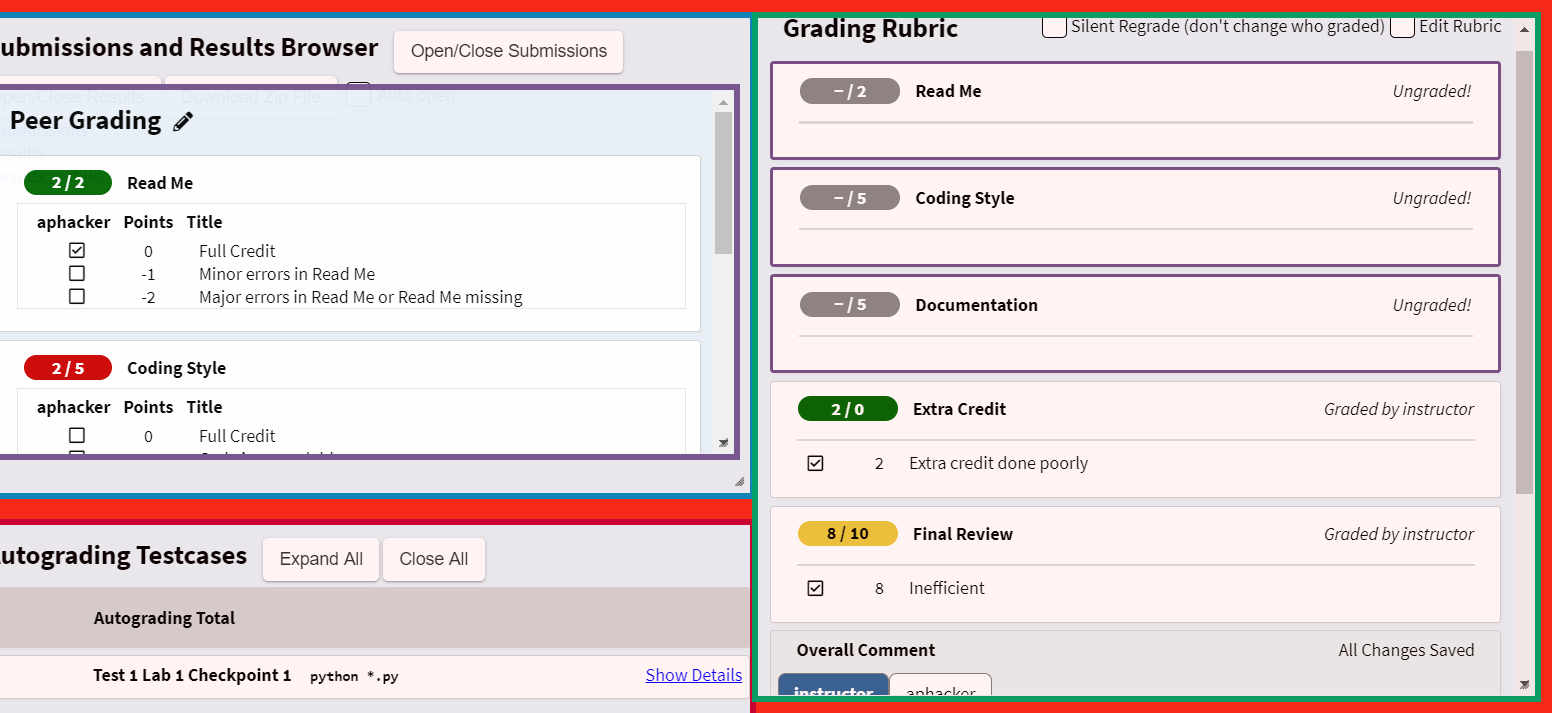 ubmissions and Results Browser
Open/Close Submissions
pen/Close Results
Download Zip File
Auto open
Peer Grading
esults
2 / 2
Read Me
aphacker Points Title
0 Full Credit
-1 Minor errors in Read Me
-2 Major errors in Read Me or Read Me missing
2 / 5
Coding Style
aphacker Points Title
0 Full Credit
utograding Testcases
Expand All
Close All
Autograding Total
Test 1 Lab 1 Checkpoint 1 python *.py
Show Details
Grading Rubric
Silent Regrade (don't change who graded)
Edit Rubric
– / 2 Read Me Ungraded!
– / 5 Coding Style Ungraded!
– / 5 Documentation Ungraded!
2 / 0 Extra Credit Graded by instructor
2 Extra credit done poorly
8 / 10 Final Review Graded by instructor
8 Inefficient
Overall Comment All Changes Saved
instructor aphacker